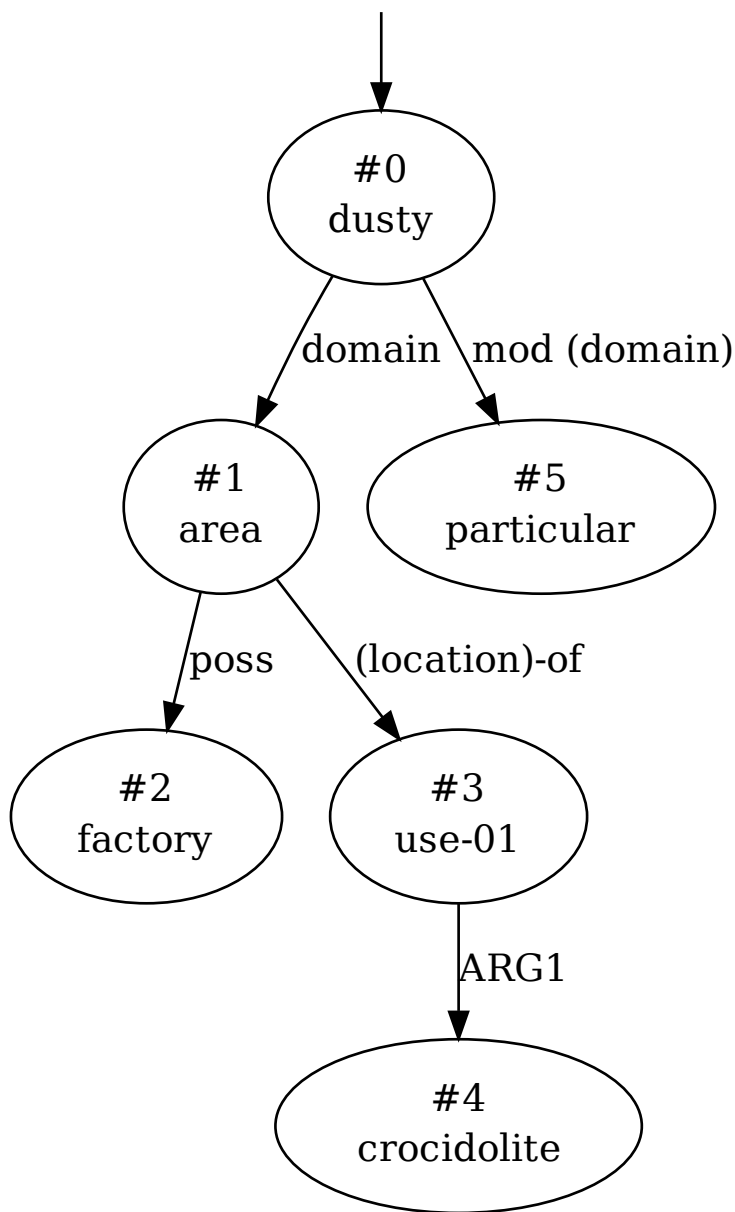 #0
dusty
domain
mod (domain)
#1
area
#5
particular
poss
(location)-of
#2
factory
#3
use-01
ARG1
#4
crocidolite